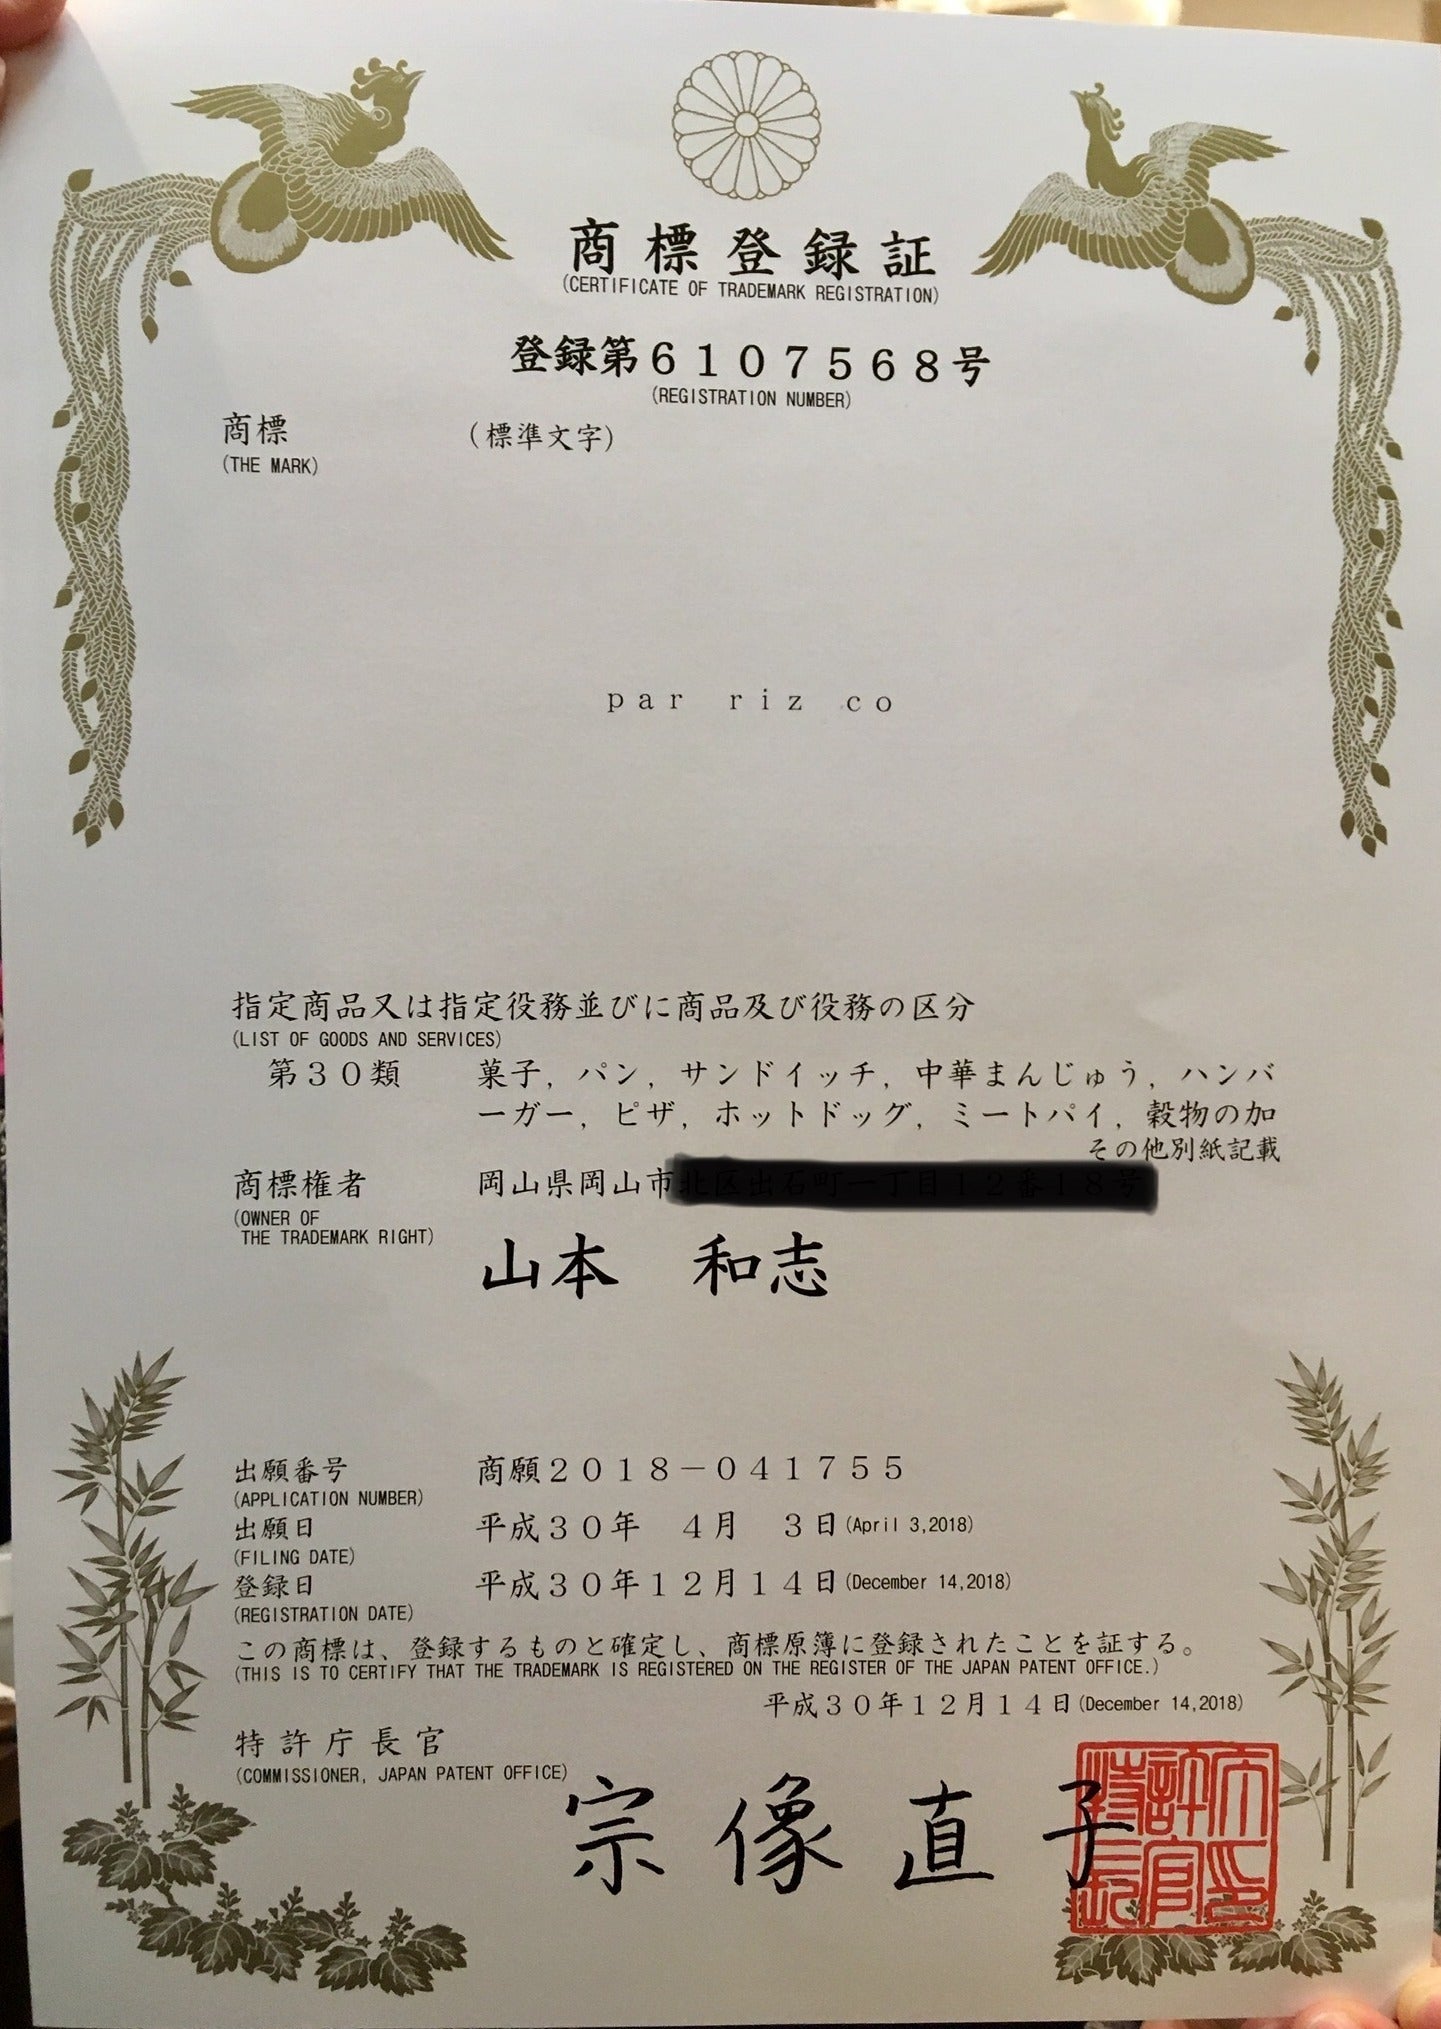 商標登録証
(CERTIFICATE OF TRADEMARK REGISTRATION)
登録第6107568号
(REGISTRATION NUMBER)
商標 (標準文字)
(THE MARK)
par riz co
指定商品又は指定役務並びに商品及び役務の区分
(LIST OF GOODS AND SERVICES)
第30類 菓子，パン，サンドイッチ，中華まんじゅう，ハンバ
ーガー，ピザ，ホットドッグ，ミートパイ，穀物の加
その他別紙記載
商標権者 岡山県岡山市
(OWNER OF
THE TRADEMARK RIGHT)
山本 和志
出願番号 商願2018－041755
(APPLICATION NUMBER)
出願日 平成30年 4月 3日(April 3,2018)
(FILING DATE)
登録日 平成30年12月14日(December 14,2018)
(REGISTRATION DATE)
この商標は、登録するものと確定し、商標原簿に登録されたことを証する。
(THIS IS TO CERTIFY THAT THE TRADEMARK IS REGISTERED ON THE REGISTER OF THE JAPAN PATENT OFFICE.)
平成30年12月14日(December 14,2018)
特許庁長官
(COMMISSIONER, JAPAN PATENT OFFICE)
宗像直子